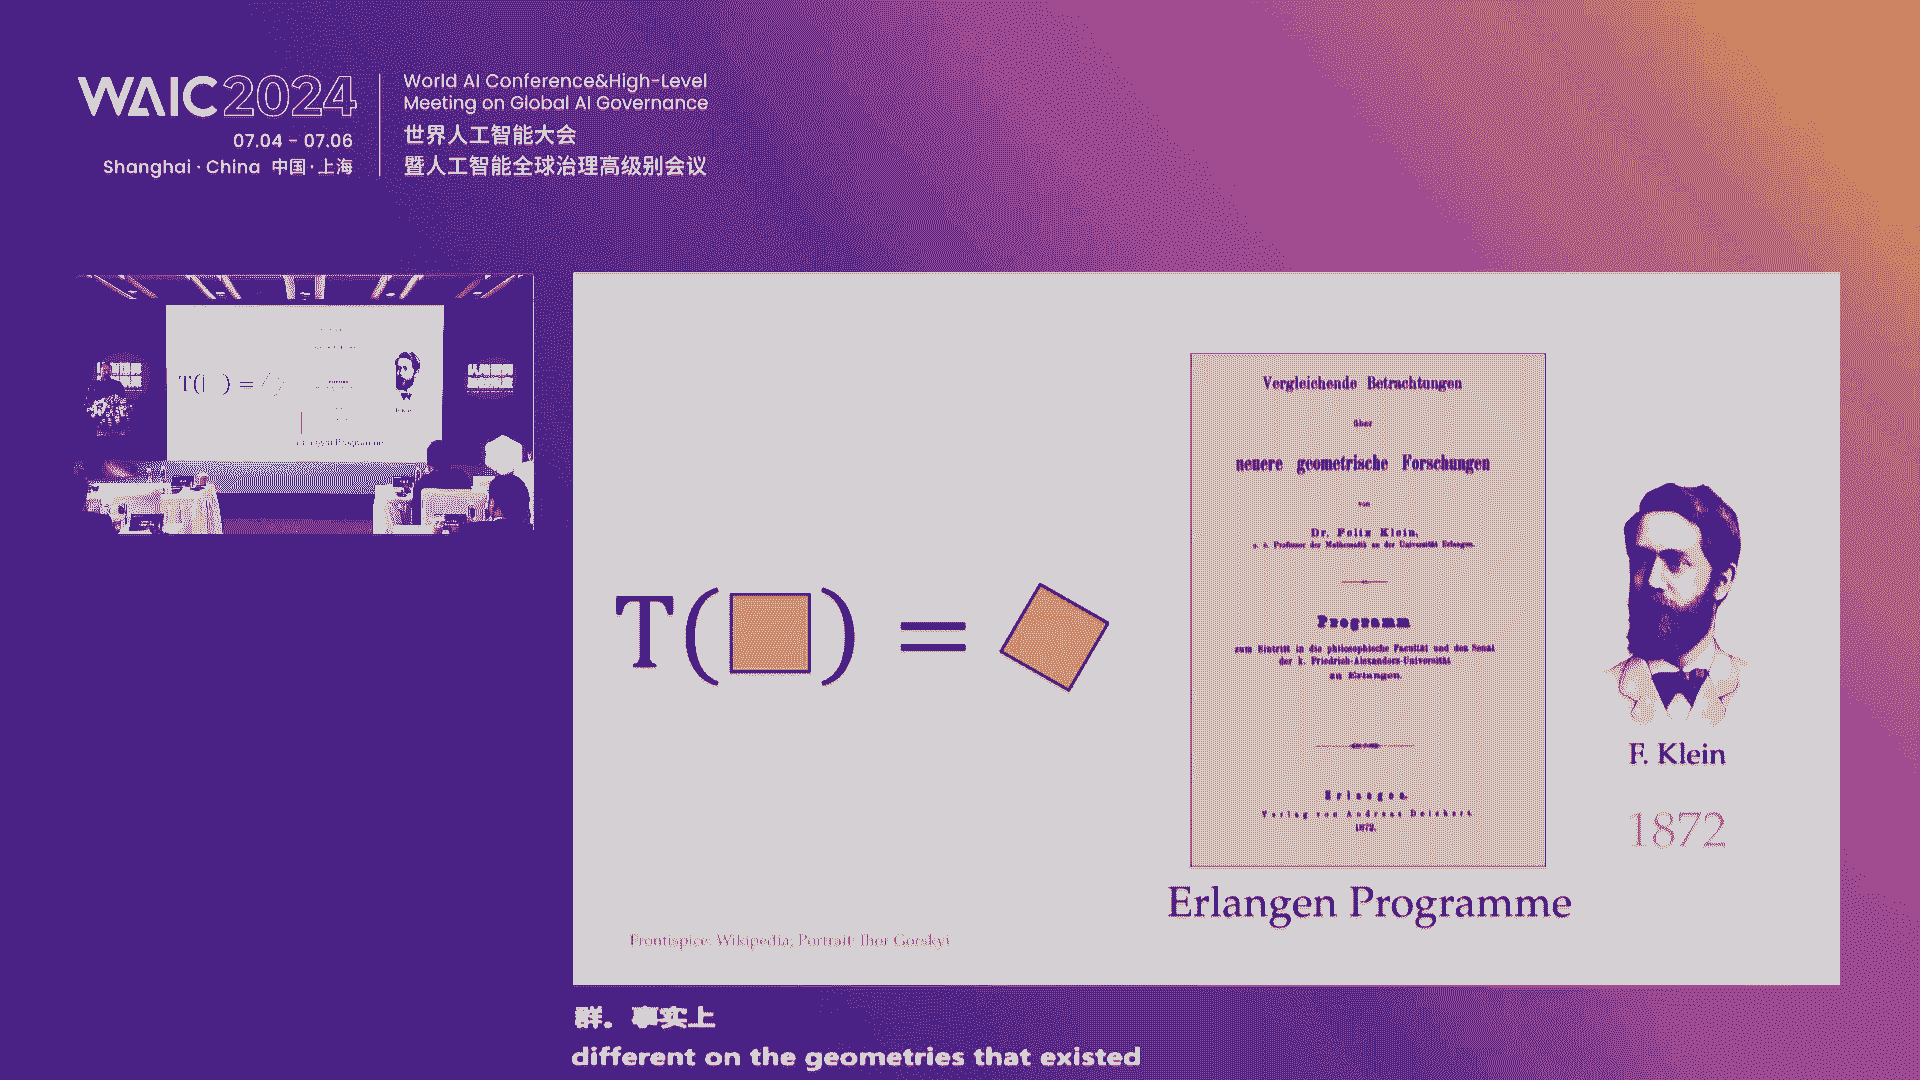 WAIC 2024
07.04 - 07.06
Shanghai · China 中国·上海
World AI Conference&High-Level
Meeting on Global AI Governance
世界人工智能大会
暨人工智能全球治理高级别会议
T( ) =
T( ) =
Vergleichende Betrachtungen
über
neuere geometrische Forschungen
von
Dr. Felix Klein,
o. ö. Professor der Mathematik an der Universität Erlangen.
Programm
zum Eintritt in die philosophische Facultät und den Senat
der k. Friedrich-Alexanders-Universität
zu Erlangen.
Erlangen.
Verlag von Andreas Deichert.
1872.
F. Klein
1872
Erlangen Programme
Frontispice: Wikipedia; Portrait: Ihor Gorskyi
群。事实上
different on the geometries that existed